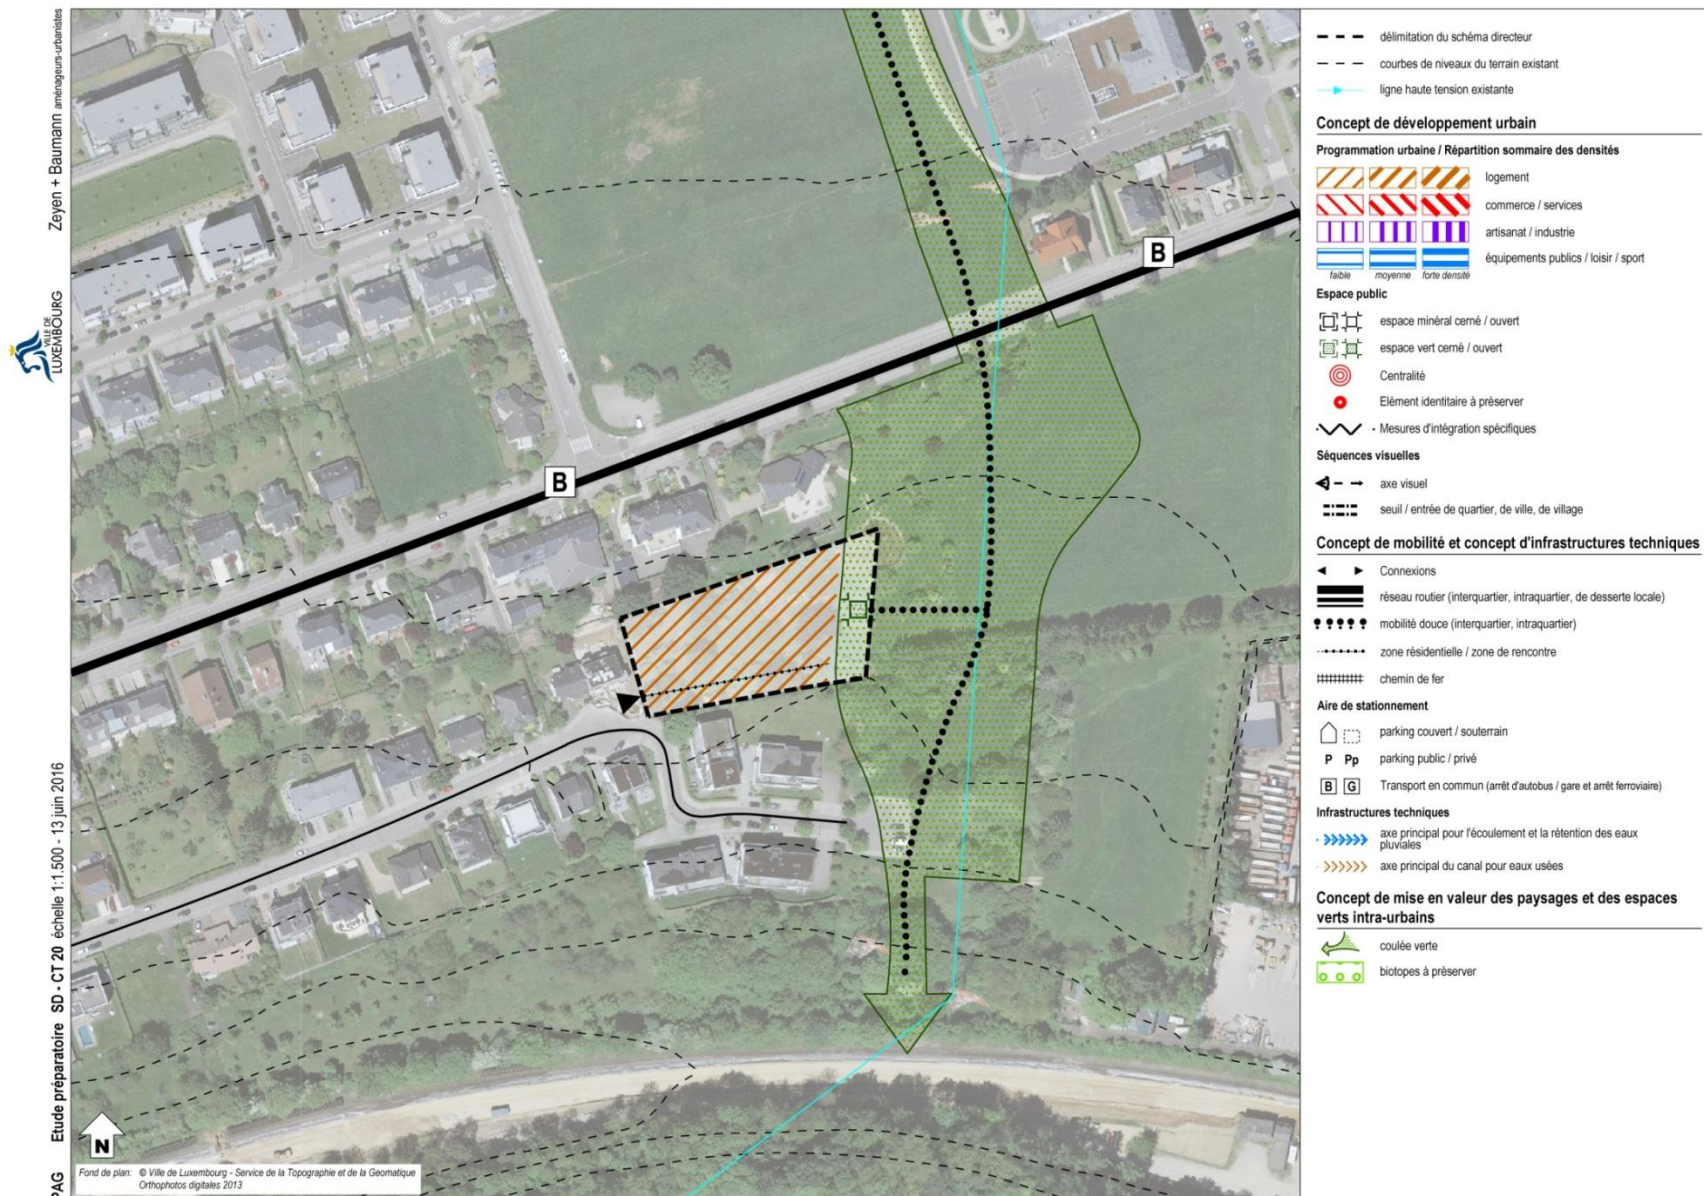 Zeyen + Baumann aménageurs-urbanistes
VILLE DE
LUXEMBOURG
Etude préparatoire SD - CT 20 échelle 1:1.500 - 13 juin 2016
PAG
B
B
N
Fond de plan: © Ville de Luxembourg - Service de la Topographie et de la Geomatique
Orthophotos digitales 2013
délimitation du schéma directeur
courbes de niveaux du terrain existant
ligne haute tension existante
Concept de développement urbain
Programmation urbaine / Répartition sommaire des densités
logement
commerce / services
artisanat / industrie
équipements publics / loisir / sport
faible moyenne forte densité
Espace public
espace minéral cerné / ouvert
espace vert cerné / ouvert
Centralité
Elément identitaire à préserver
Mesures d'intégration spécifiques
Séquences visuelles
axe visuel
seuil / entrée de quartier, de ville, de village
Concept de mobilité et concept d'infrastructures techniques
Connexions
réseau routier (interquartier, intraquartier, de desserte locale)
mobilité douce (interquartier, intraquartier)
zone résidentielle / zone de rencontre
chemin de fer
Aire de stationnement
parking couvert / souterrain
P Pp parking public / privé
B G Transport en commun (arrêt d'autobus / gare et arrêt ferroviaire)
Infrastructures techniques
axe principal pour l'écoulement et la rétention des eaux
pluviales
axe principal du canal pour eaux usées
Concept de mise en valeur des paysages et des espaces
verts intra-urbains
coulée verte
biotopes à préserver